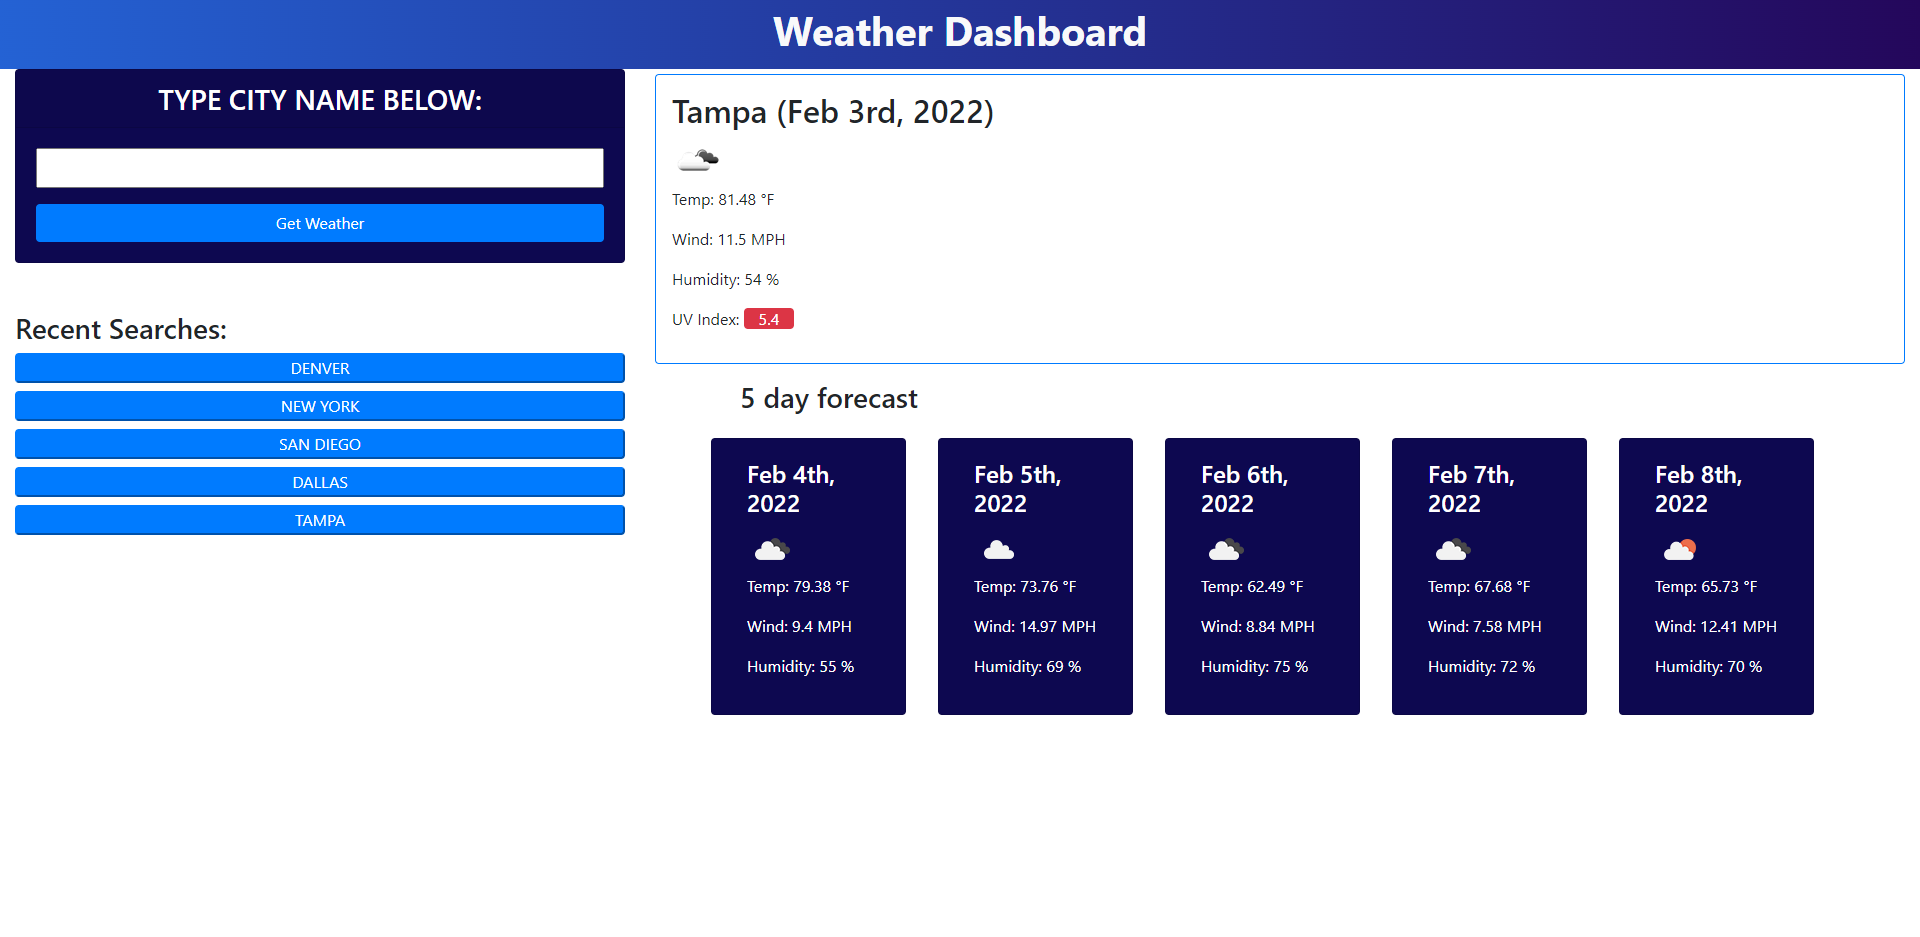 Weather Dashboard
TYPE CITY NAME BELOW:
Get Weather
Recent Searches:
DENVER
NEW YORK
SAN DIEGO
DALLAS
TAMPA
Tampa (Feb 3rd, 2022)
Temp: 81.48 °F
Wind: 11.5 MPH
Humidity: 54 %
UV Index: 5.4
5 day forecast
Feb 4th,
2022
Temp: 79.38 °F
Wind: 9.4 MPH
Humidity: 55 %
Feb 5th,
2022
Temp: 73.76 °F
Wind: 14.97 MPH
Humidity: 69 %
Feb 6th,
2022
Temp: 62.49 °F
Wind: 8.84 MPH
Humidity: 75 %
Feb 7th,
2022
Temp: 67.68 °F
Wind: 7.58 MPH
Humidity: 72 %
Feb 8th,
2022
Temp: 65.73 °F
Wind: 12.41 MPH
Humidity: 70 %